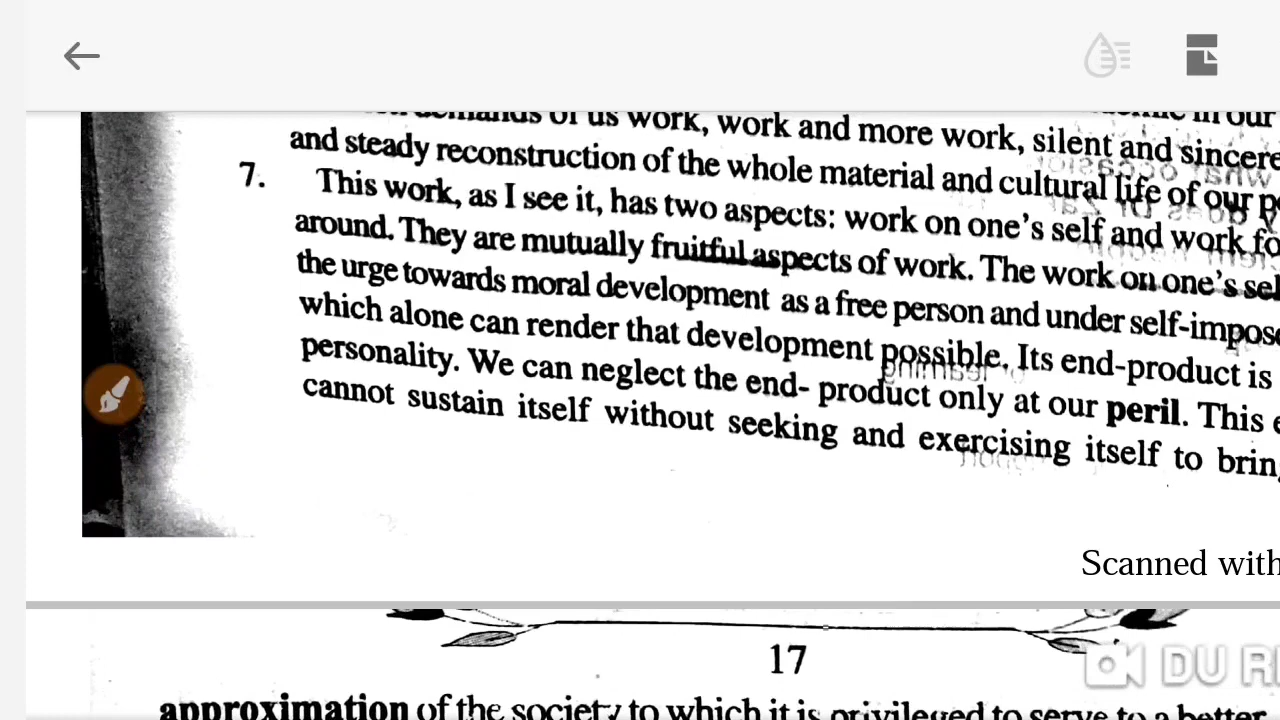 demands of us work, work and more work, silent and sincere
and steady reconstruction of the whole material and cultural life of our
7. This work, as I see it, has two aspects: work on one's self and work
around. They are mutually fruitful aspects of work. The work on one's
the urge towards moral development as a free person and under
which alone can render that development possible. Its end-product is
personality. We can neglect the end- product only at our peril. This
cannot sustain itself without seeking and exercising itself to
Scanned with
17
DU
approximation of the society to which it is privileged to serve to a better